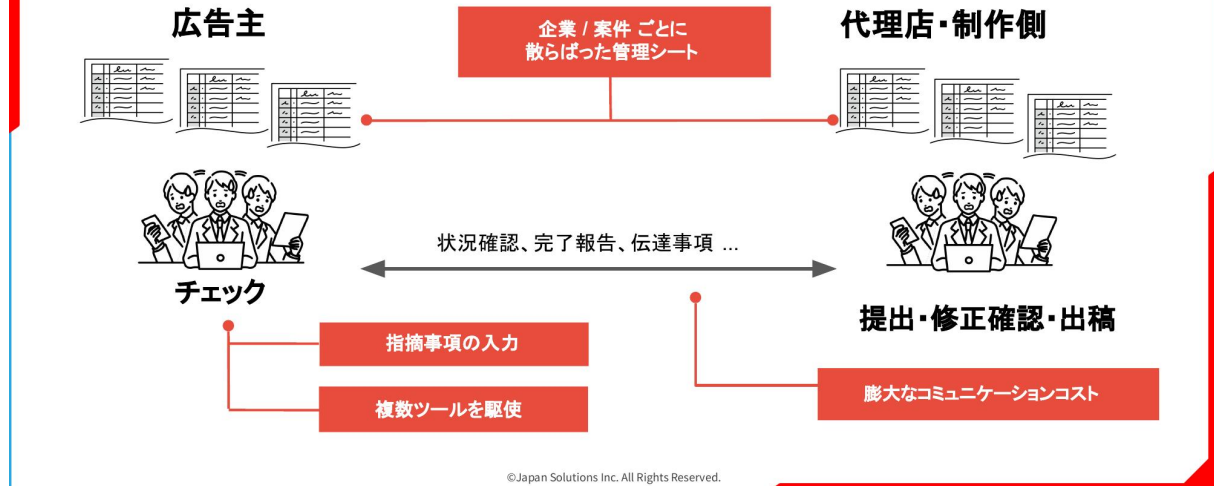 広告主
企業 / 案件 ごとに
散らばった管理シート
代理店・制作側
状況確認、完了報告、伝達事項 ...
チェック
提出・修正確認・出稿
指摘事項の入力
複数ツールを駆使
膨大なコミュニケーションコスト
©Japan Solutions Inc. All Rights Reserved.